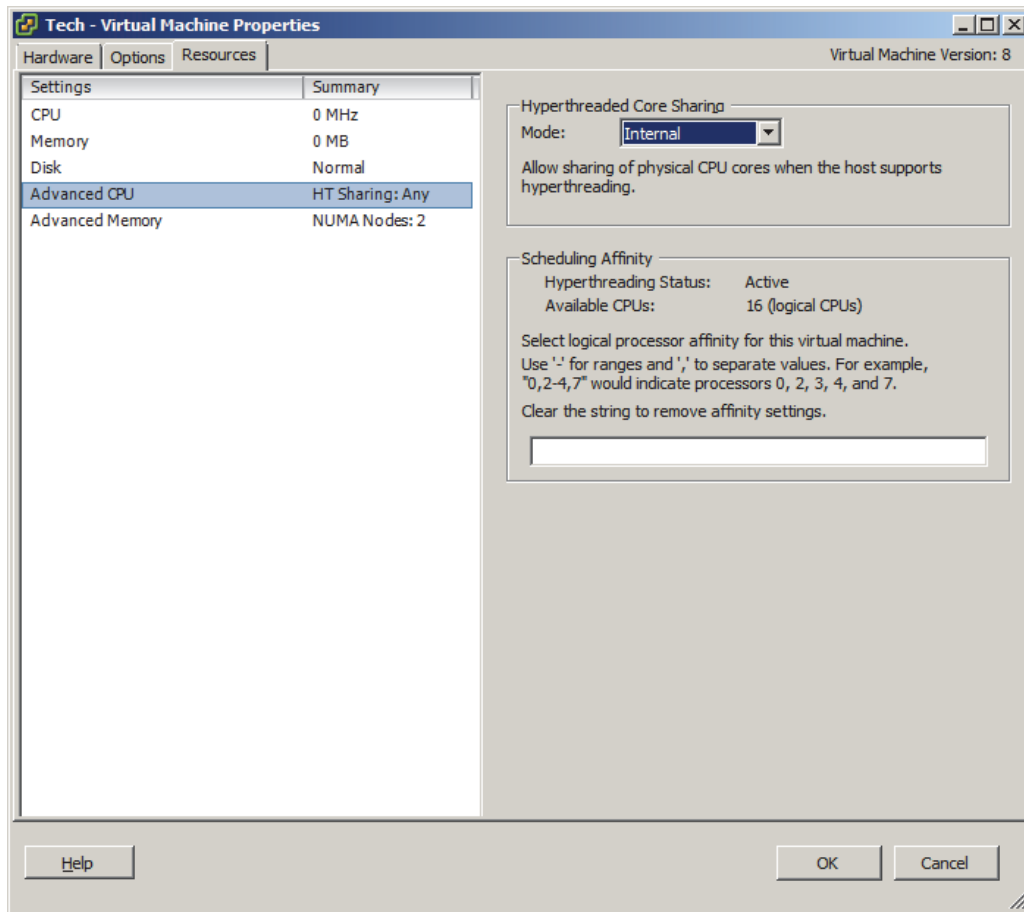 Tech - Virtual Machine Properties
Hardware Options Resources Virtual Machine Version: 8
Settings Summary
CPU 0 MHz
Memory 0 MB
Disk Normal
Advanced CPU HT Sharing: Any
Advanced Memory NUMA Nodes: 2
Hyperthreaded Core Sharing
Mode: Internal
Allow sharing of physical CPU cores when the host supports
hyperthreading.
Scheduling Affinity
Hyperthreading Status: Active
Available CPUs: 16 (logical CPUs)
Select logical processor affinity for this virtual machine.
Use '-' for ranges and ',' to separate values. For example,
"0,2-4,7" would indicate processors 0, 2, 3, 4, and 7.
Clear the string to remove affinity settings.
Help OK Cancel